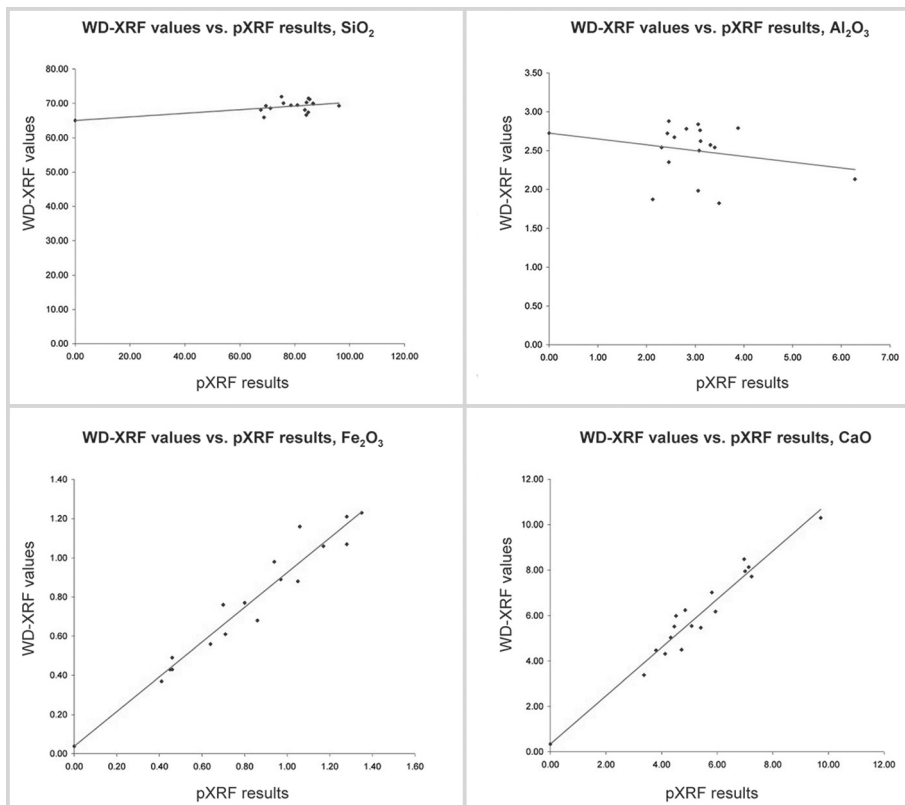 WD-XRF values vs. pXRF results, SiO₂
80.00
70.00
60.00
50.00
40.00
30.00
20.00
10.00
0.00
WD-XRF values
0.00 20.00 40.00 60.00 80.00 100.00 120.00
pXRF results
WD-XRF values vs. pXRF results, Al₂O₃
3.50
3.00
2.50
2.00
1.50
1.00
0.50
0.00
WD-XRF values
0.00 1.00 2.00 3.00 4.00 5.00 6.00 7.00
pXRF results
WD-XRF values vs. pXRF results, Fe₂O₃
1.40
1.20
1.00
0.80
0.60
0.40
0.20
0.00
WD-XRF values
0.00 0.20 0.40 0.60 0.80 1.00 1.20 1.40 1.60
pXRF results
WD-XRF values vs. pXRF results, CaO
12.00
10.00
8.00
6.00
4.00
2.00
0.00
WD-XRF values
0.00 2.00 4.00 6.00 8.00 10.00 12.00
pXRF results